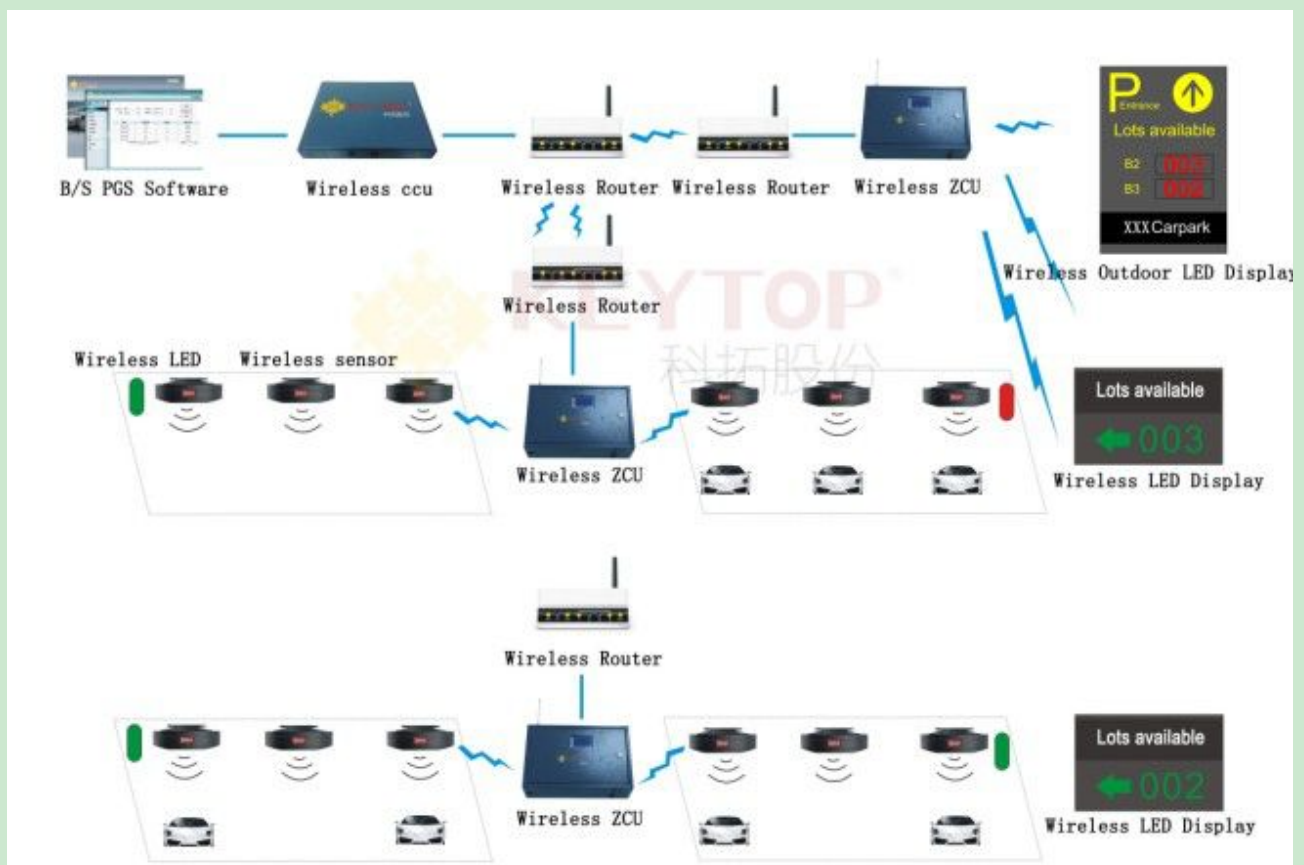 P
Entrance
Lots available
B2 003
B3 002
XXX Carpark
B/S PGS Software
Wireless ccu
Wireless Router
Wireless Router
Wireless ZCU
Wireless Outdoor LED Display
Wireless Router
KEYTOP®
科拓股份
Wireless LED
Wireless sensor
Lots available
003
Wireless ZCU
Wireless LED Display
Wireless Router
Lots available
002
Wireless ZCU
Wireless LED Display